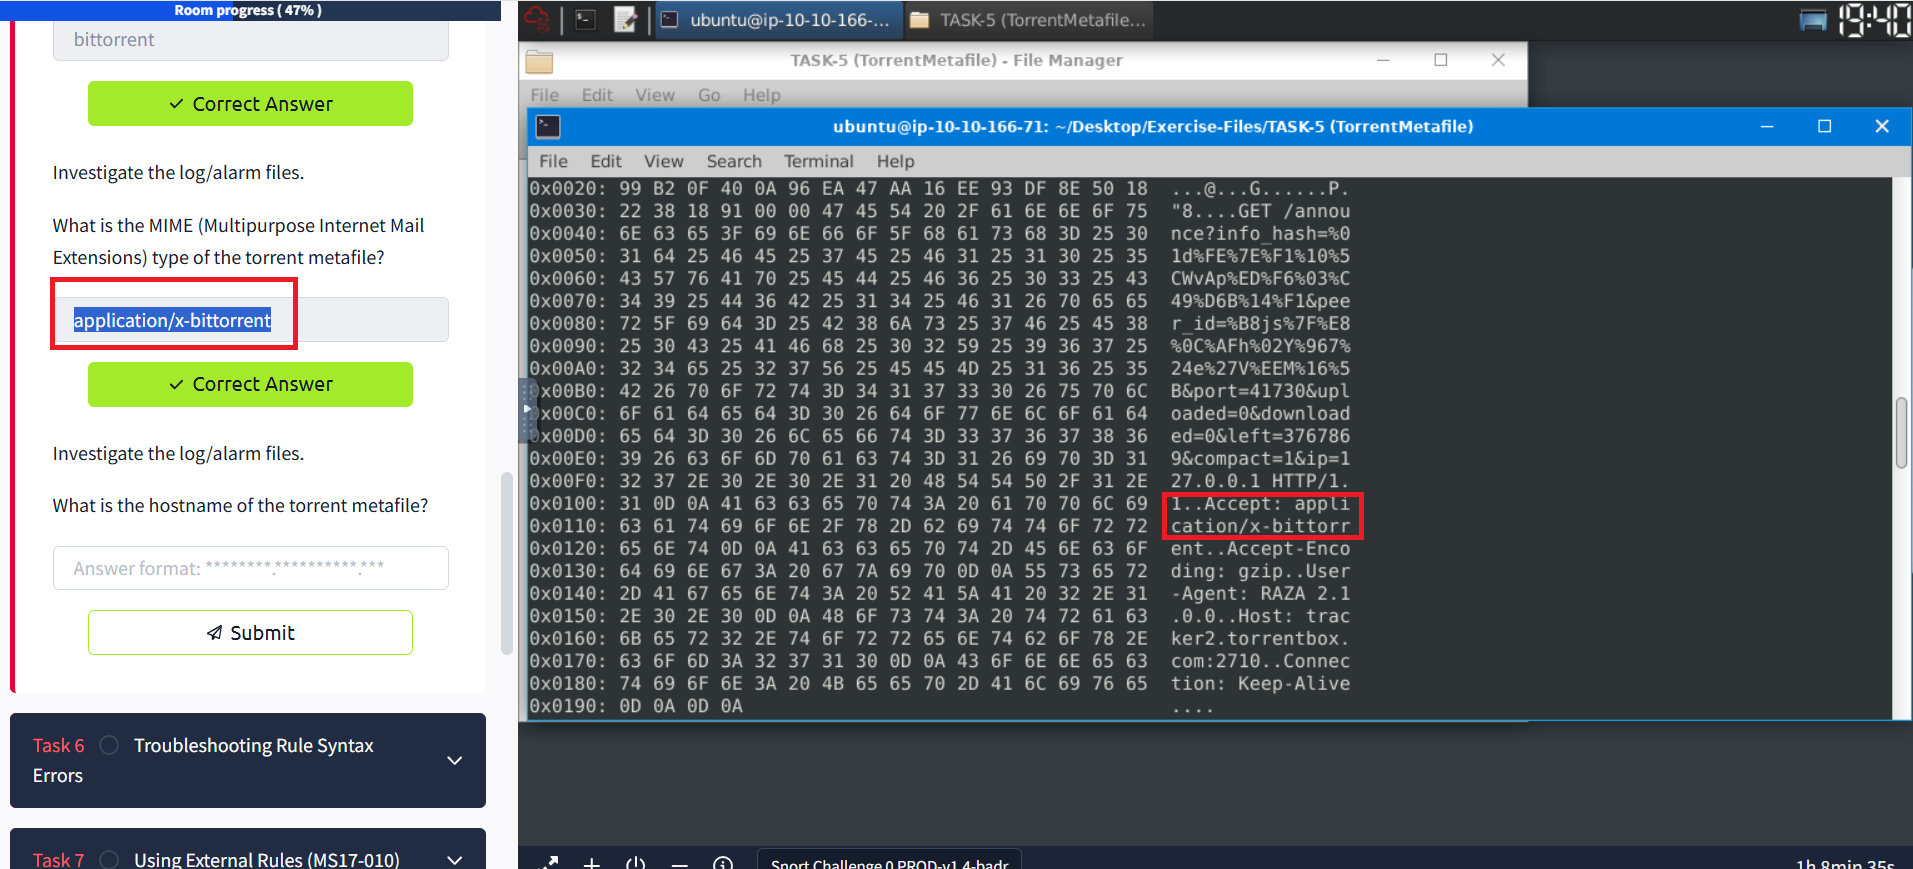 Room progress ( 47% )
bittorrent
✓ Correct Answer
Investigate the log/alarm files.
What is the MIME (Multipurpose Internet Mail
Extensions) type of the torrent metafile?
application/x-bittorrent
✓ Correct Answer
Investigate the log/alarm files.
What is the hostname of the torrent metafile?
Answer format: ********.**********.***
Submit
Task 6 Troubleshooting Rule Syntax
Errors
Task 7 Using External Rules (MS17-010)
ubuntu@ip-10-10-166-...
TASK-5 (TorrentMetafile...
19:40
TASK-5 (TorrentMetafile) - File Manager
File Edit View Go Help
ubuntu@ip-10-10-166-71: ~/Desktop/Exercise-Files/TASK-5 (TorrentMetafile)
File Edit View Search Terminal Help
0x0020: 99 B2 0F 40 0A 96 EA 47 AA 16 EE 93 DF 8E 50 18 ...@...G......P.
0x0030: 22 38 18 91 00 00 47 45 54 20 2F 61 6E 6E 6F 75 "8....GET /annou
0x0040: 6E 63 65 3F 69 6E 66 6F 5F 68 61 73 68 3D 25 30 nce?info_hash=%0
0x0050: 31 64 25 46 45 25 37 45 25 46 31 25 31 30 25 35 1d%FE%7E%F1%10%5
0x0060: 43 57 76 41 70 25 45 44 25 46 36 25 30 33 25 43 CWvAp%ED%F6%03%C
0x0070: 34 39 25 44 36 42 25 31 34 25 46 31 26 70 65 65 49%D6B%14%F1&pee
0x0080: 72 5F 69 64 3D 25 42 38 6A 73 25 37 46 25 45 38 r_id=%B8js%7F%E8
0x0090: 25 30 43 25 41 46 68 25 30 32 59 25 39 36 37 25 %0C%AFh%02Y%967%
0x00A0: 32 34 65 25 32 37 56 25 45 45 4D 25 31 36 25 35 24e%27V%EEM%16%5
0x00B0: 42 26 70 6F 72 74 3D 34 31 37 33 30 26 75 70 6C B&port=41730&upl
0x00C0: 6F 61 64 65 64 3D 30 26 64 6F 77 6E 6C 6F 61 64 oaded=0&download
0x00D0: 65 64 3D 30 26 6C 65 66 74 3D 33 37 36 37 38 36 ed=0&left=376786
0x00E0: 39 26 63 6F 6D 70 61 63 74 3D 31 26 69 70 3D 31 9&compact=1&ip=1
0x00F0: 32 37 2E 30 2E 30 2E 31 20 48 54 54 50 2F 31 2E 27.0.0.1 HTTP/1.
0x0100: 31 0D 0A 41 63 63 65 70 74 3A 20 61 70 70 6C 69 1..Accept: appli
0x0110: 63 61 74 69 6F 6E 2F 78 2D 62 69 74 74 6F 72 72 cation/x-bittorr
0x0120: 65 6E 74 0D 0A 41 63 63 65 70 74 2D 45 6E 63 6F ent..Accept-Enco
0x0130: 64 69 6E 67 3A 20 67 7A 69 70 0D 0A 55 73 65 72 ding: gzip..User
0x0140: 2D 41 67 65 6E 74 3A 20 52 41 5A 41 20 32 2E 31 -Agent: RAZA 2.1
0x0150: 2E 30 2E 30 0D 0A 48 6F 73 74 3A 20 74 72 61 63 .0.0..Host: trac
0x0160: 6B 65 72 32 2E 74 6F 72 72 65 6E 74 62 6F 78 2E ker2.torrentbox.
0x0170: 63 6F 6D 3A 32 37 31 30 0D 0A 43 6F 6E 6E 65 63 com:2710..Connec
0x0180: 74 69 6F 6E 3A 20 4B 65 65 70 2D 41 6C 69 76 65 tion: Keep-Alive
0x0190: 0D 0A 0D 0A ....
Snort Challenge 0 PROD-v1.4-badr
1h 8min 35s